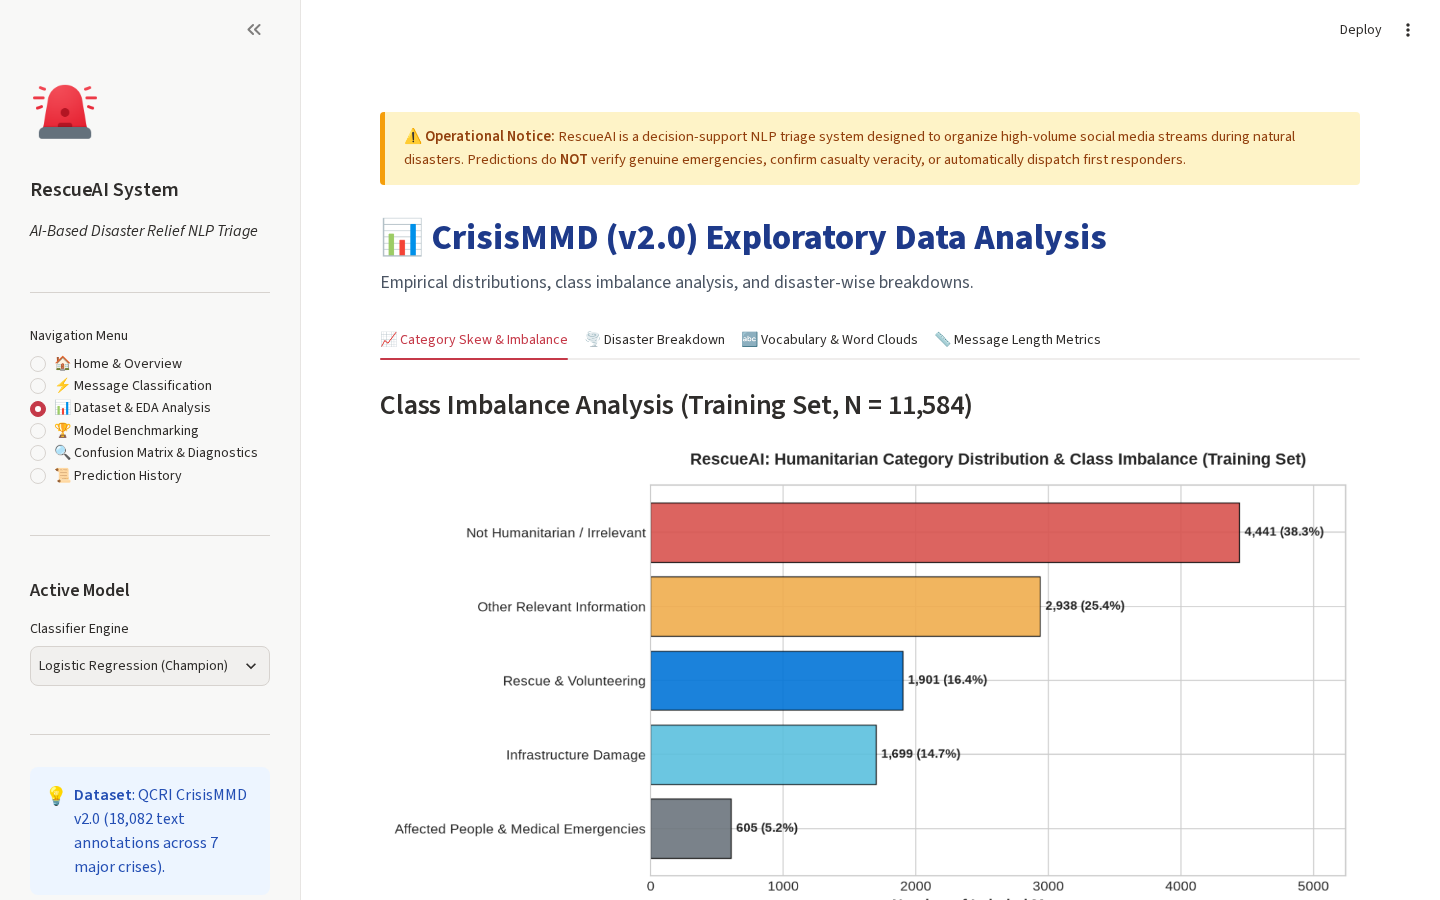 Deploy
RescueAI System
AI-Based Disaster Relief NLP Triage
Navigation Menu
🏠 Home & Overview
⚡ Message Classification
📊 Dataset & EDA Analysis
🏆 Model Benchmarking
🔍 Confusion Matrix & Diagnostics
📜 Prediction History
Active Model
Classifier Engine
Logistic Regression (Champion)
💡 Dataset: QCRI CrisisMMD
v2.0 (18,082 text
annotations across 7
major crises).
⚠️ Operational Notice: RescueAI is a decision-support NLP triage system designed to organize high-volume social media streams during natural
disasters. Predictions do NOT verify genuine emergencies, confirm casualty veracity, or automatically dispatch first responders.
📊 CrisisMMD (v2.0) Exploratory Data Analysis
Empirical distributions, class imbalance analysis, and disaster-wise breakdowns.
📈 Category Skew & Imbalance 🌪️ Disaster Breakdown 🔤 Vocabulary & Word Clouds 📏 Message Length Metrics
Class Imbalance Analysis (Training Set, N = 11,584)
RescueAI: Humanitarian Category Distribution & Class Imbalance (Training Set)
Not Humanitarian / Irrelevant 4,441 (38.3%)
Other Relevant Information 2,938 (25.4%)
Rescue & Volunteering 1,901 (16.4%)
Infrastructure Damage 1,699 (14.7%)
Affected People & Medical Emergencies 605 (5.2%)
0 1000 2000 3000 4000 5000